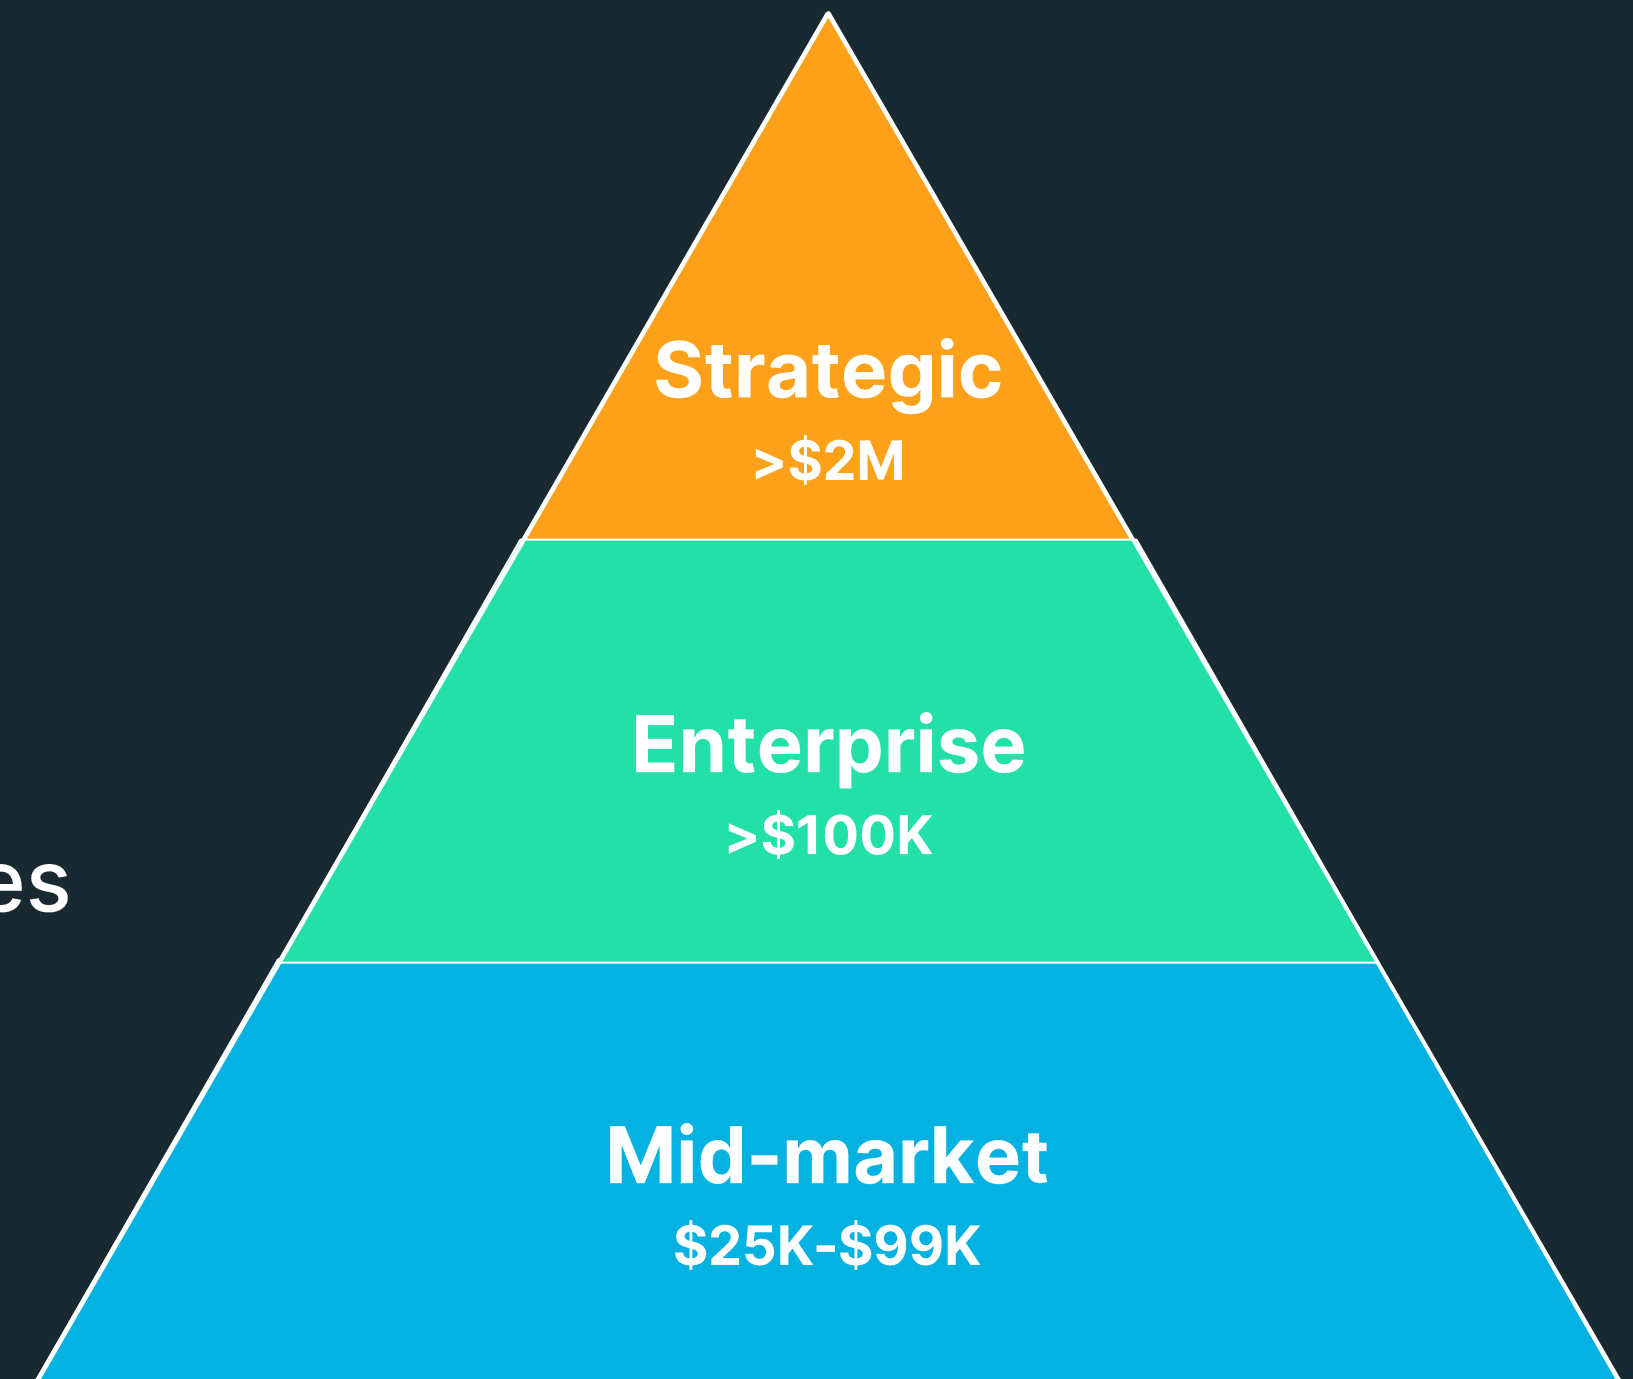 Strategic
>$2M
Enterprise
>$100K
es
Mid-market
$25K-$99K